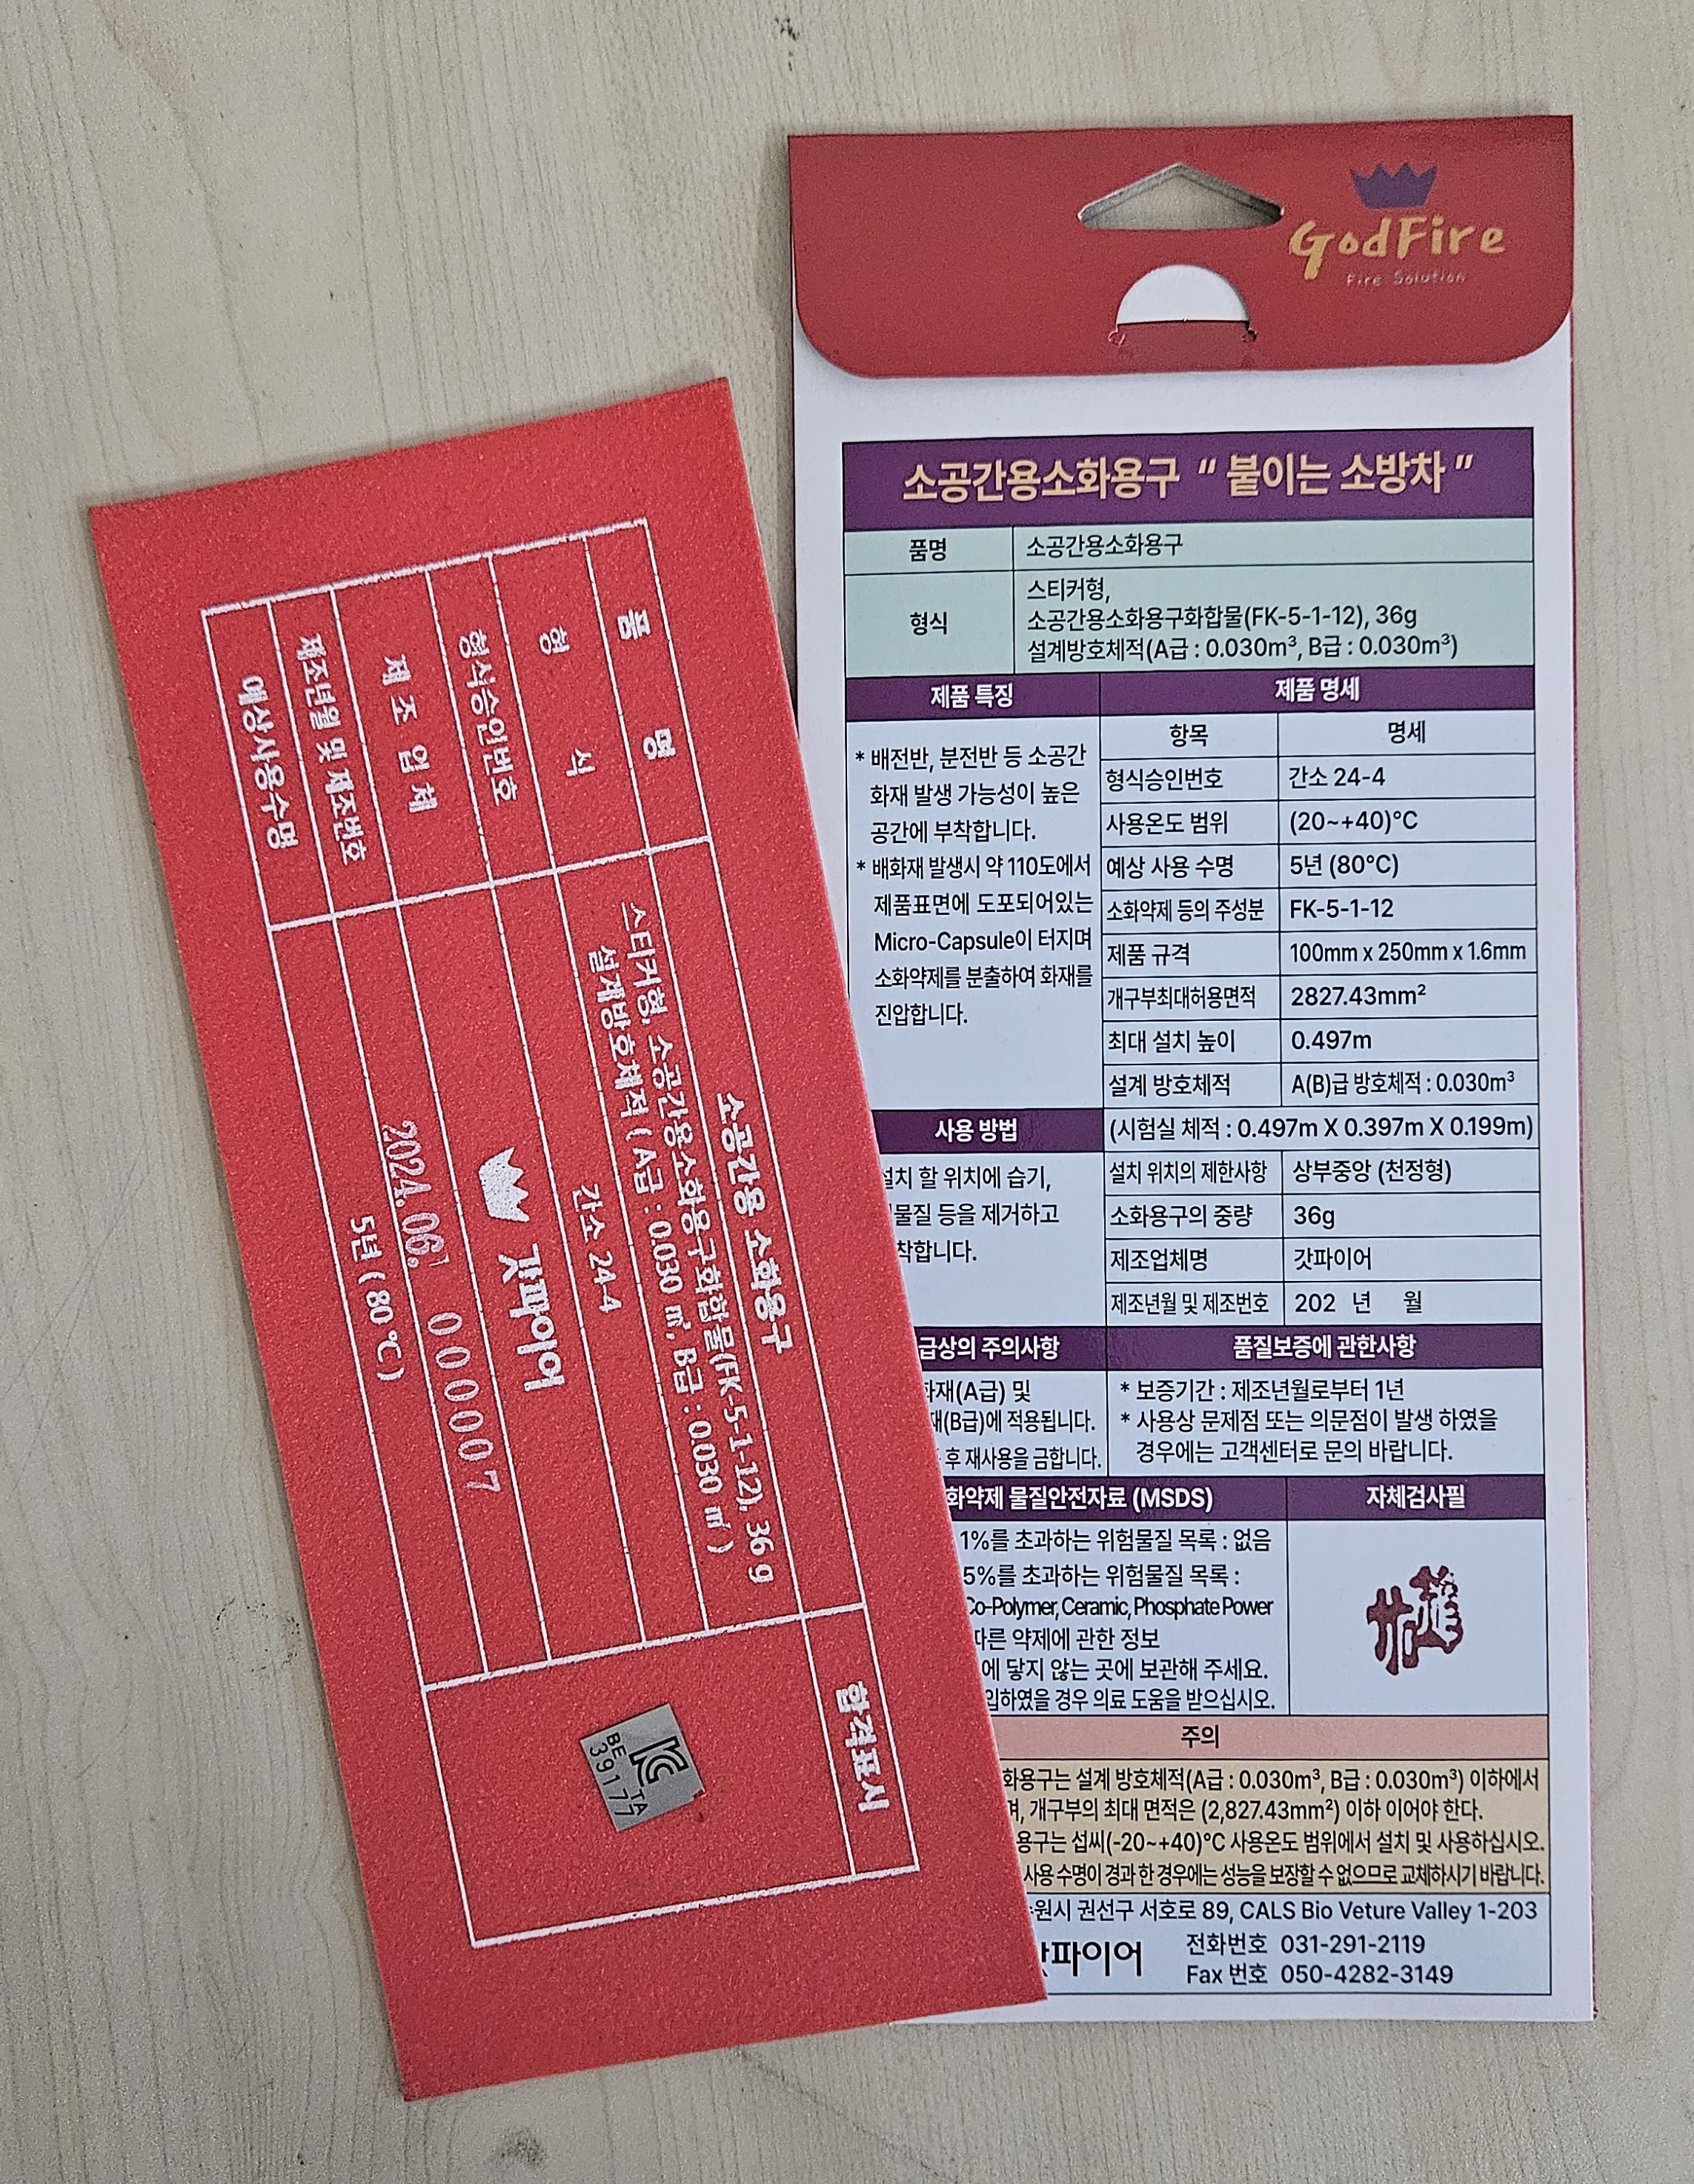 GodFire
Fire Solution
소공간용소화용구 “ 붙이는 소방차 ”
품명 소공간용소화용구
형식
스티커형,
소공간용소화용구화합물(FK-5-1-12), 36g
설계방호체적(A급 : 0.030m³, B급 : 0.030m³)
제품 특징
* 배전반, 분전반 등 소공간
화재 발생 가능성이 높은
공간에 부착합니다.
* 배화재 발생시 약 110도에서
제품표면에 도포되어있는
Micro-Capsule이 터지며
소화약제를 분출하여 화재를
진압합니다.
제품 명세
항목 명세
형식승인번호 간소 24-4
사용온도 범위 (20~+40)°C
예상 사용 수명 5년 (80°C)
소화약제 등의 주성분 FK-5-1-12
제품 규격 100mm x 250mm x 1.6mm
개구부최대허용면적 2827.43mm²
최대 설치 높이 0.497m
설계 방호체적 A(B)급 방호체적 : 0.030m³
(시험실 체적 : 0.497m X 0.397m X 0.199m)
설치 위치의 제한사항 상부중앙 (천정형)
소화용구의 중량 36g
제조업체명 갓파이어
제조년월 및 제조번호 202 년 월
사용 방법
설치 할 위치에 습기,
물질 등을 제거하고
착합니다.
급상의 주의사항
화재(A급) 및
재(B급)에 적용됩니다.
후 재사용을 금합니다.
품질보증에 관한사항
* 보증기간 : 제조년월로부터 1년
* 사용상 문제점 또는 의문점이 발생 하였을
경우에는 고객센터로 문의 바랍니다.
화약제 물질안전자료 (MSDS)
1%를 초과하는 위험물질 목록 : 없음
5%를 초과하는 위험물질 목록 :
Co-Polymer, Ceramic, Phosphate Power
따른 약제에 관한 정보
에 닿지 않는 곳에 보관해 주세요.
입하였을 경우 의료 도움을 받으십시오.
자체검사필
주의
화용구는 설계 방호체적(A급 : 0.030m³, B급 : 0.030m³) 이하에서
며, 개구부의 최대 면적은 (2,827.43mm²) 이하 이어야 한다.
용구는 섭씨(-20~+40)°C 사용온도 범위에서 설치 및 사용하십시오.
사용 수명이 경과 한 경우에는 성능을 보장할 수 없으므로 교체하시기 바랍니다.
수원시 권선구 서호로 89, CALS Bio Veture Valley 1-203
갓파이어
전화번호 031-291-2119
Fax 번호 050-4282-3149
품 명 소공간용 소화용구
형 식
스티커형, 소공간용소화용구화합물(FK-5-1-12), 36 g
설계방호체적 ( A급 : 0.030 ㎥, B급 : 0.030 ㎥ )
형식승인번호 간소 24-4
제 조 업 체 갓파이어
제조년월 및 제조번호 2024. 06. 000007
예상사용수명 5년 ( 80 ℃ )
합격표시
KC
BE TA
39177